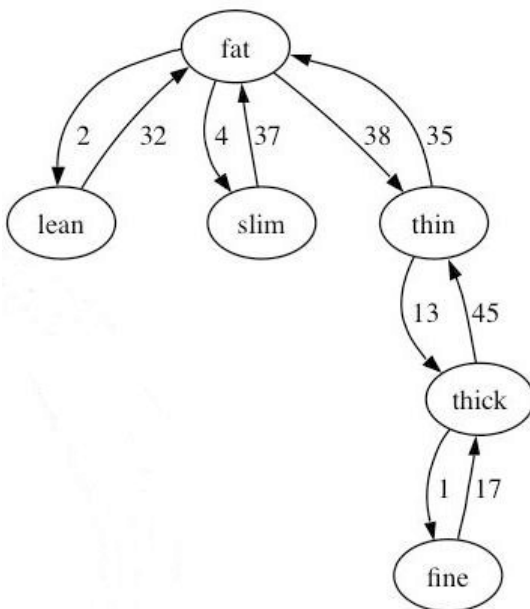 fat
2 32 4 37 38 35
lean slim thin
13 45
thick
1 17
fine